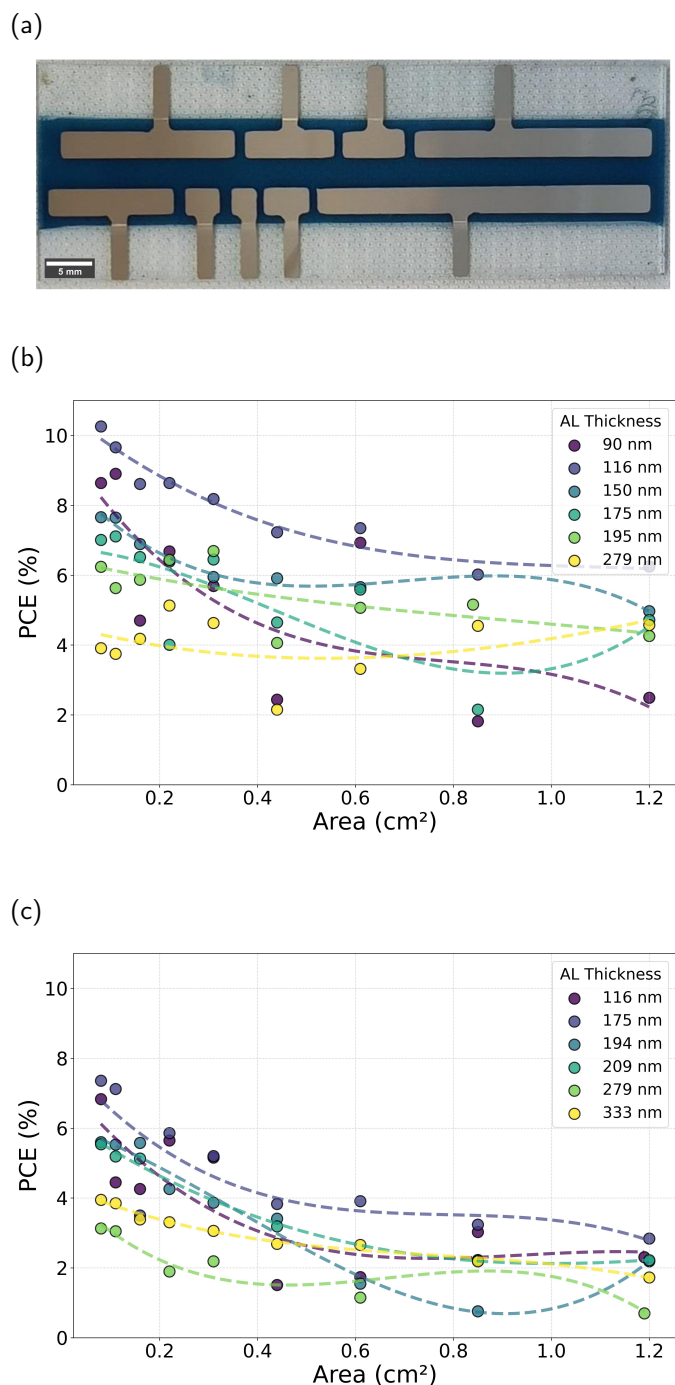 (a)
5 mm
(b)
PCE (%)
10
8
6
4
2
0
AL Thickness
90 nm
116 nm
150 nm
175 nm
195 nm
279 nm
0.2 0.4 0.6 0.8 1.0 1.2
Area (cm²)
(c)
PCE (%)
10
8
6
4
2
0
AL Thickness
116 nm
175 nm
194 nm
209 nm
279 nm
333 nm
0.2 0.4 0.6 0.8 1.0 1.2
Area (cm²)